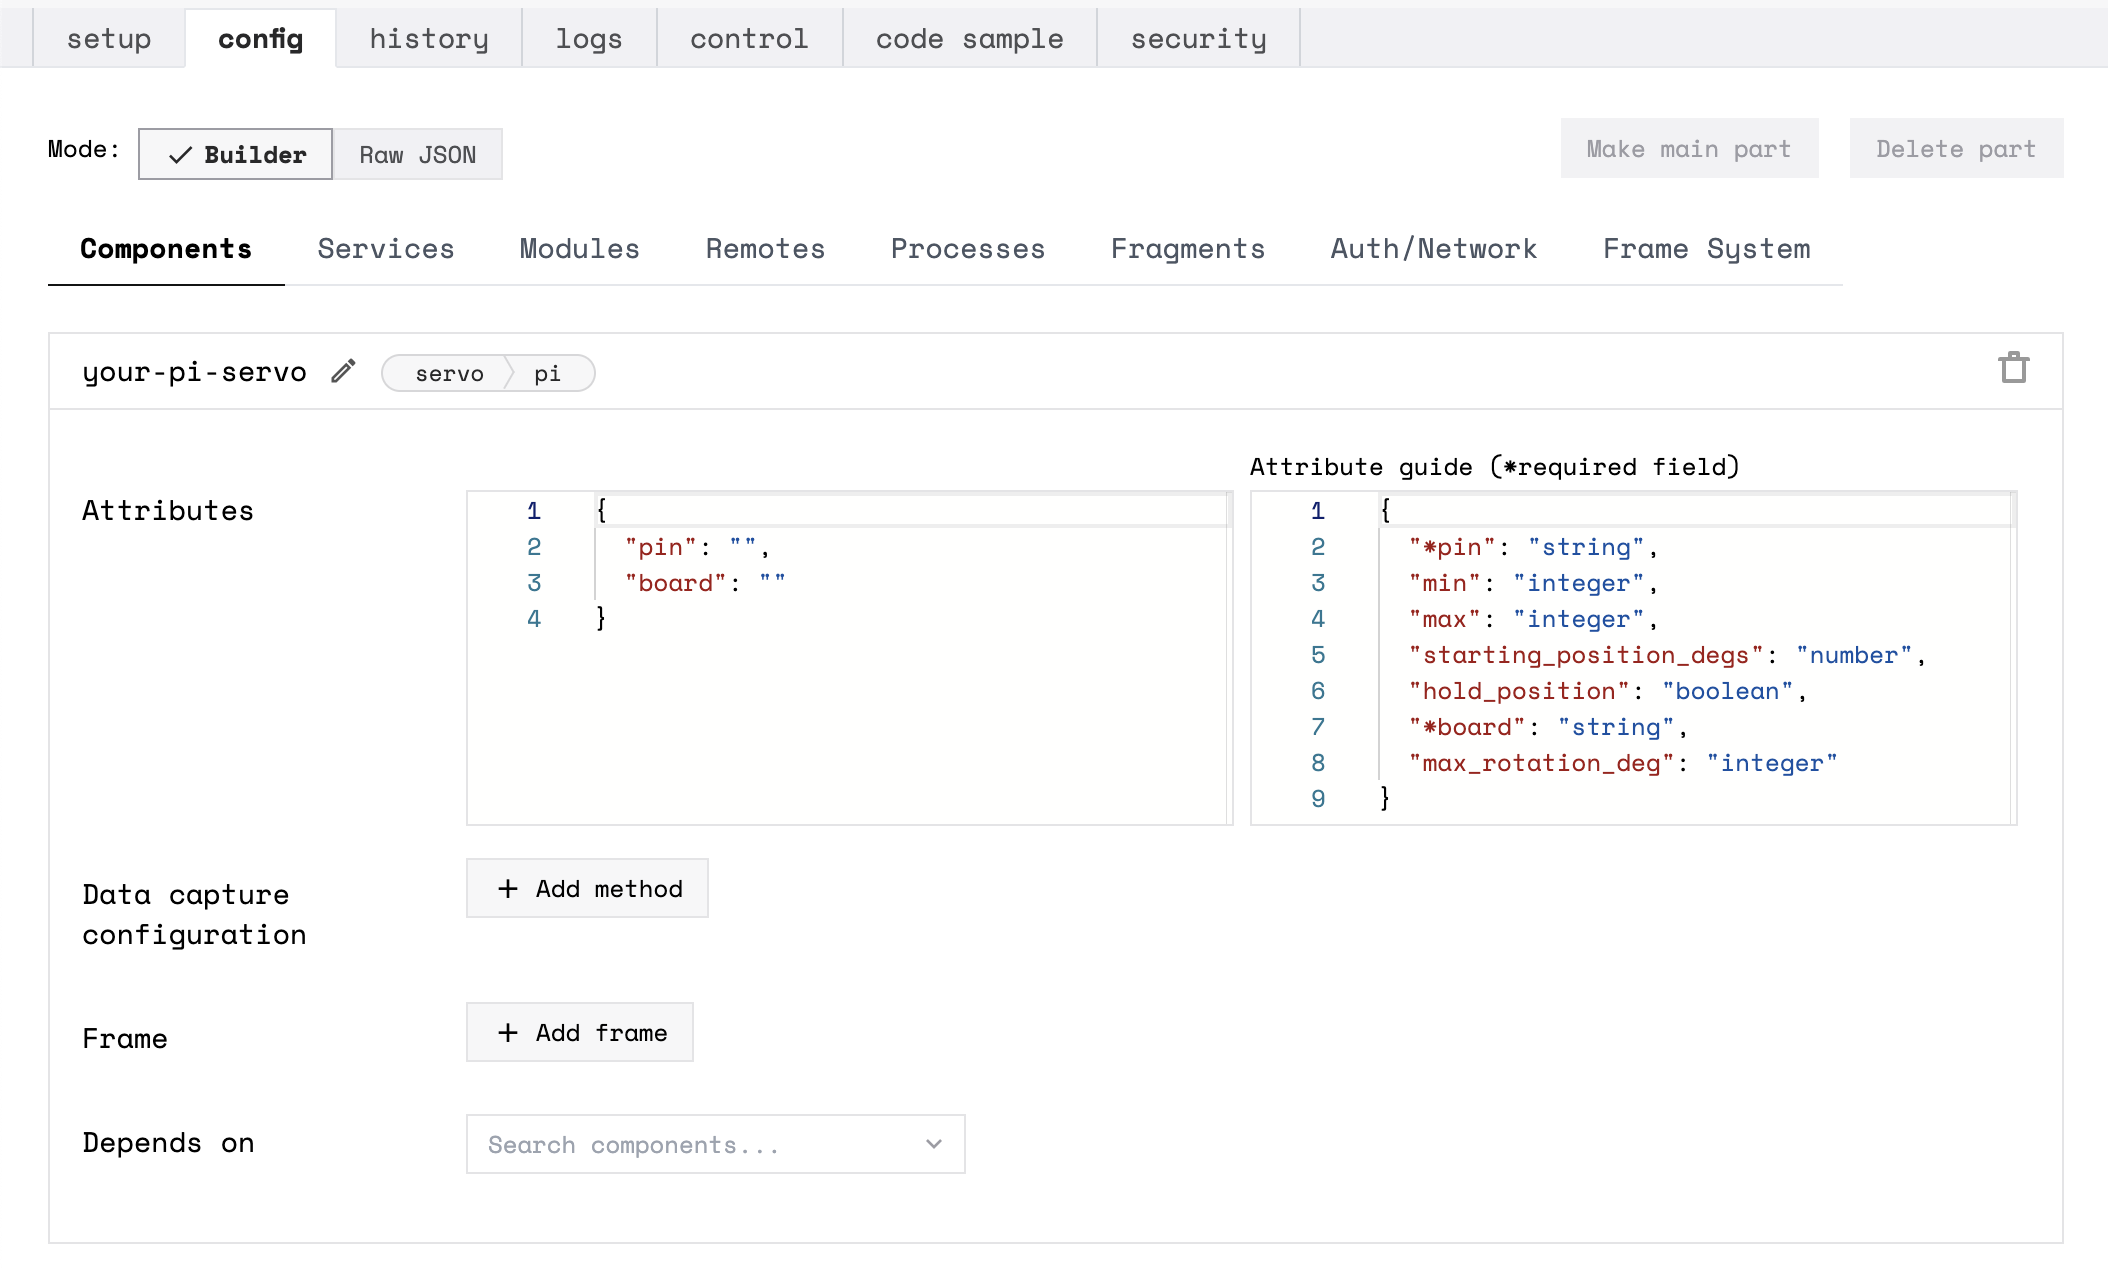 setup config history logs control code sample security
Mode: Builder Raw JSON Make main part Delete part
Components Services Modules Remotes Processes Fragments Auth/Network Frame System
your-pi-servo servo pi
Attribute guide (*required field)
Attributes
1 {
2 "pin": "",
3 "board": ""
4 }
1 {
2 "*pin": "string",
3 "min": "integer",
4 "max": "integer",
5 "starting_position_degs": "number",
6 "hold_position": "boolean",
7 "*board": "string",
8 "max_rotation_deg": "integer"
9 }
Data capture
configuration
+ Add method
Frame
+ Add frame
Depends on
Search components...